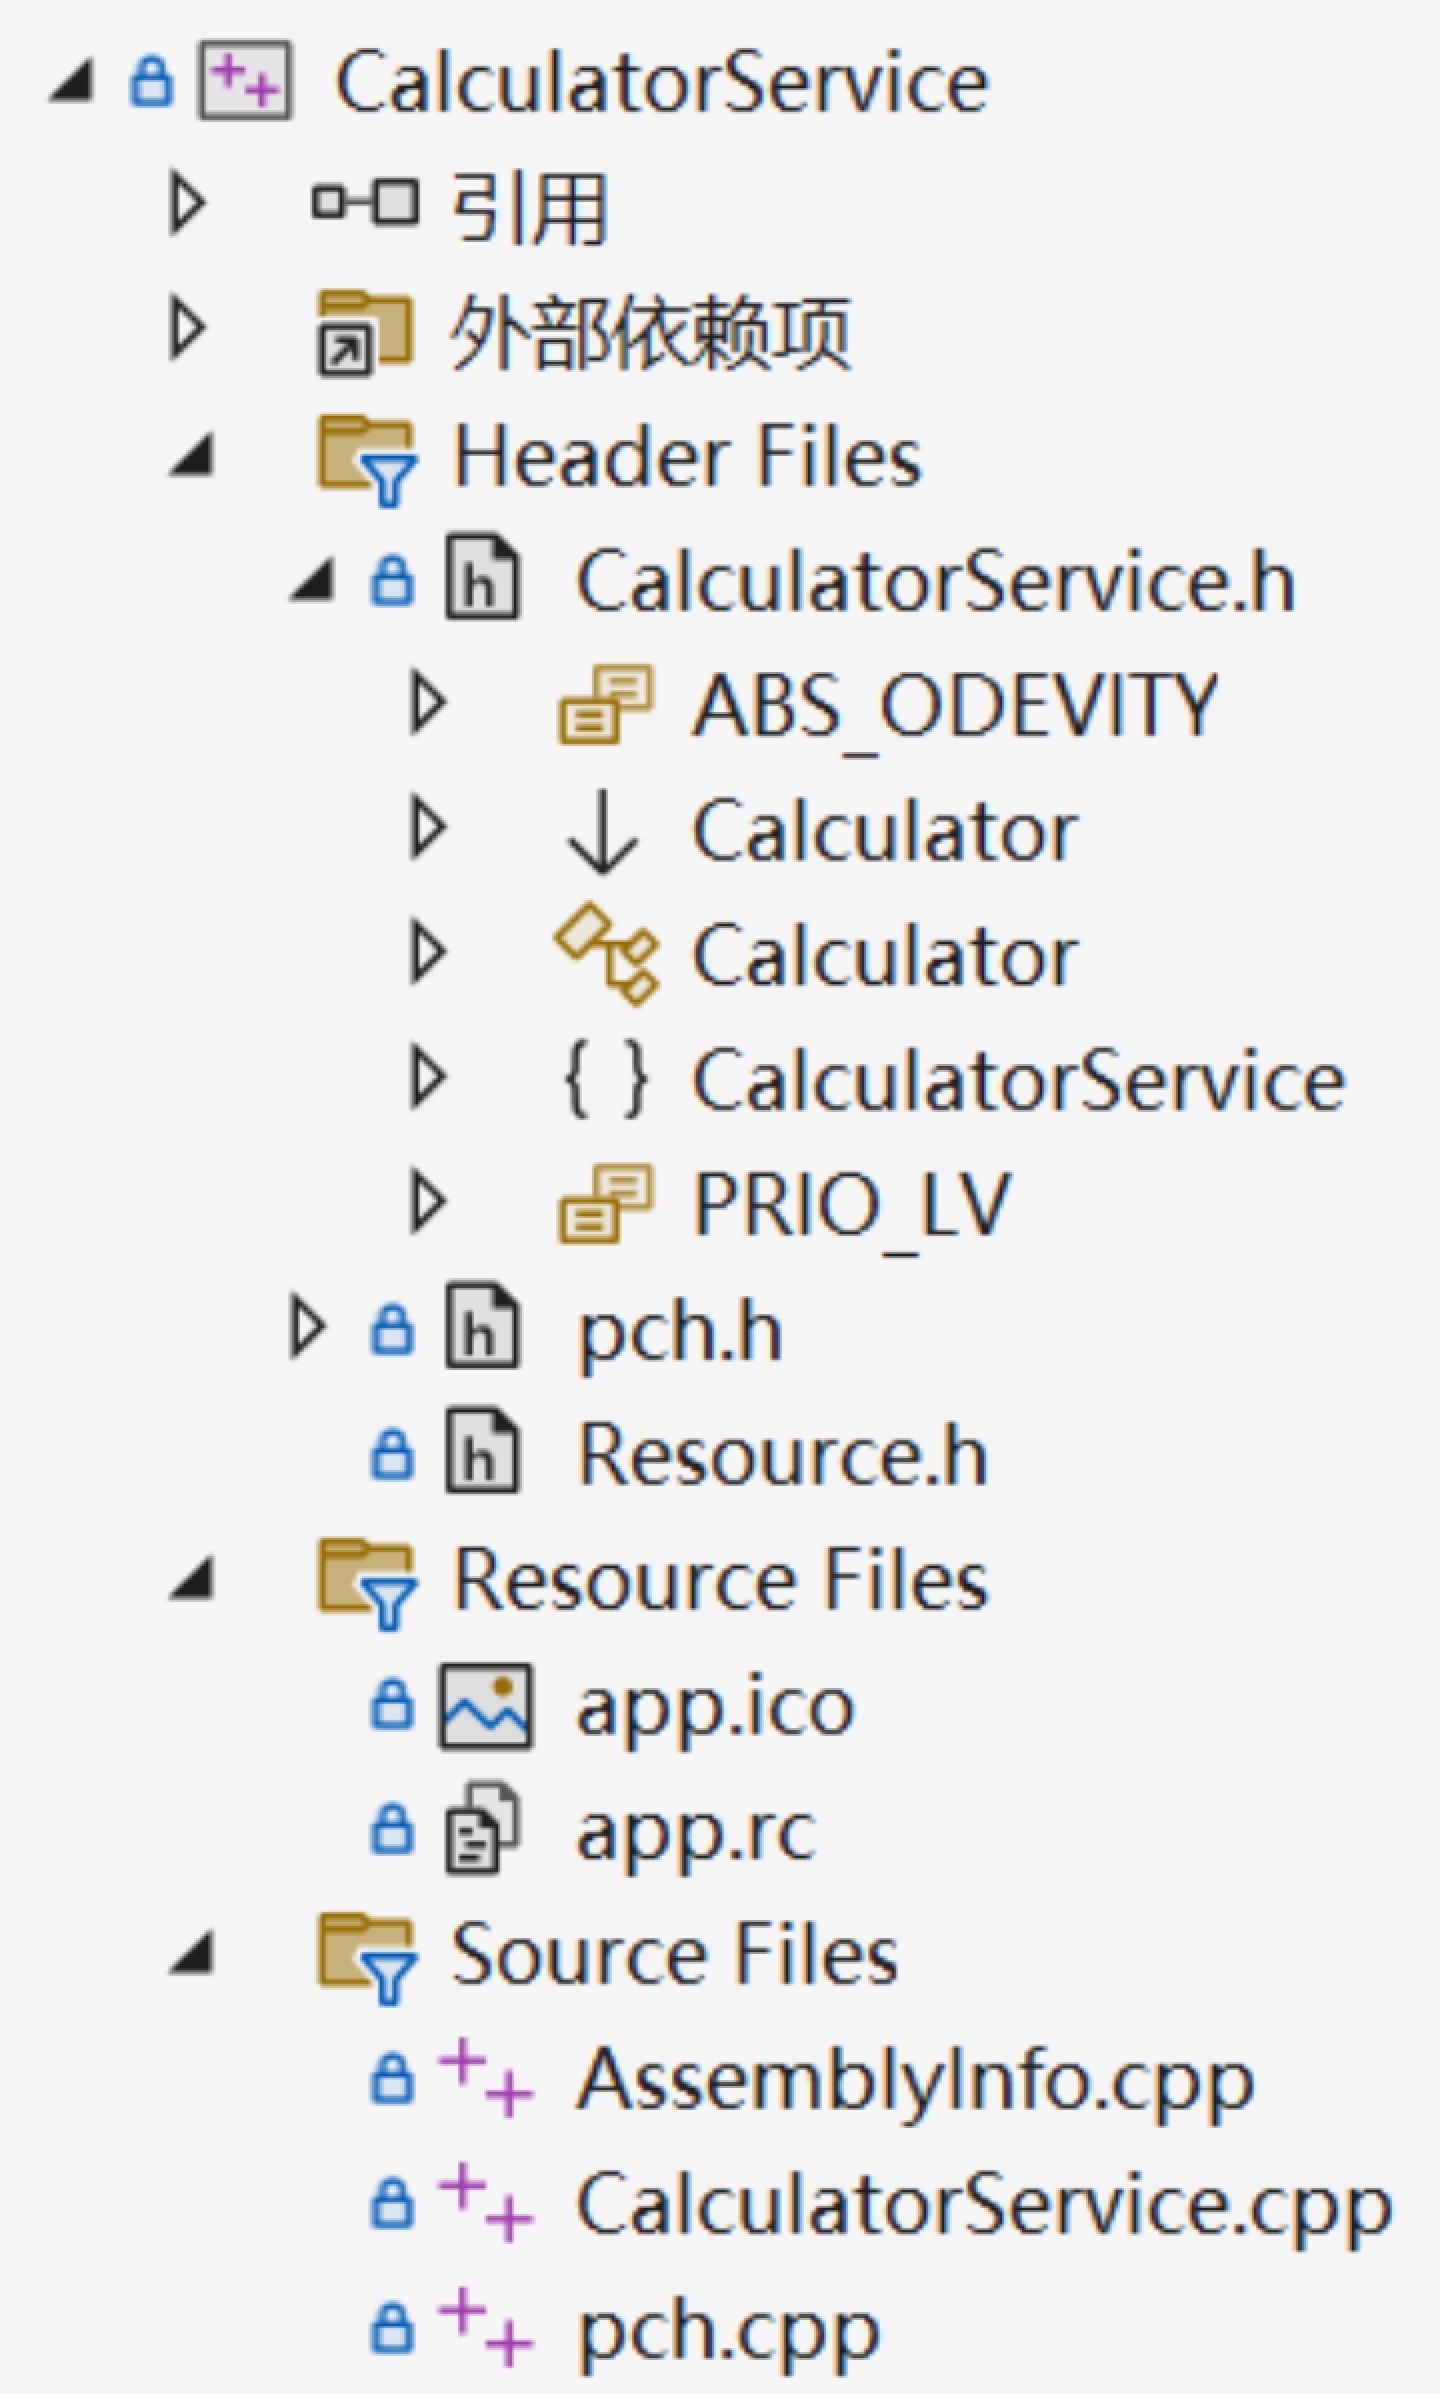 CalculatorService
引用
外部依赖项
Header Files
CalculatorService.h
ABS_ODEVITY
Calculator
Calculator
CalculatorService
PRIO_LV
pch.h
Resource.h
Resource Files
app.ico
app.rc
Source Files
AssemblyInfo.cpp
CalculatorService.cpp
pch.cpp